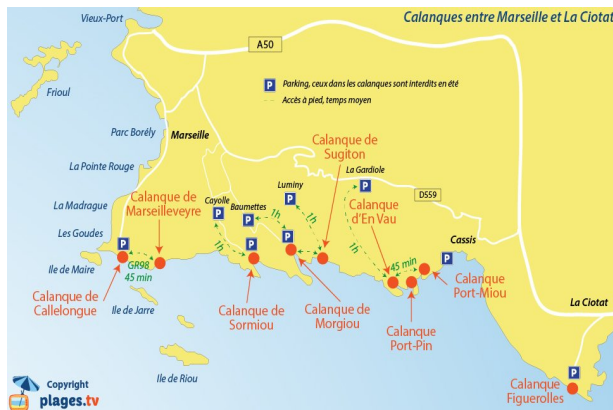 Vieux-Port
Calanques entre Marseille et La Ciotat
A50
Frioul
P Parking, ceux dans les calanques sont interdits en été
Accès à pied, temps moyen
Parc Borély
Marseille
Calanque de
Sugiton
La Pointe Rouge
La Gardiole
P
Calanque de
Marseilleveyre
Luminy
P
Cayolle
P
Baumettes
P
D559
La Madrague
Calanque
d'En Vau
1h
1h
1h
Les Goudes
P
P
P
Cassis
P
Ile de Maire
GR98
45 min
45 min
Calanque
Port-Miou
Calanque de
Callelongue
Ile de Jarre
Calanque de
Sormiou
Calanque de
Morgiou
Calanque
Port-Pin
La Ciotat
P
Ile de Riou
Calanque
Figuerolles
Copyright
plages.tv